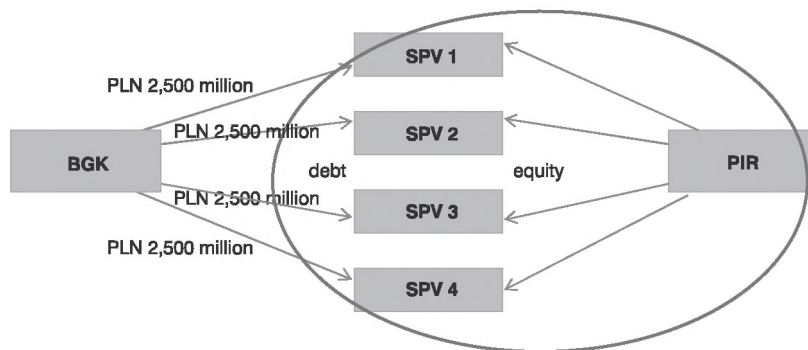 SPV 1
PLN 2,500 million
PLN 2,500 million
SPV 2
BGK
debt
equity
PIR
PLN 2,500 million
SPV 3
PLN 2,500 million
SPV 4